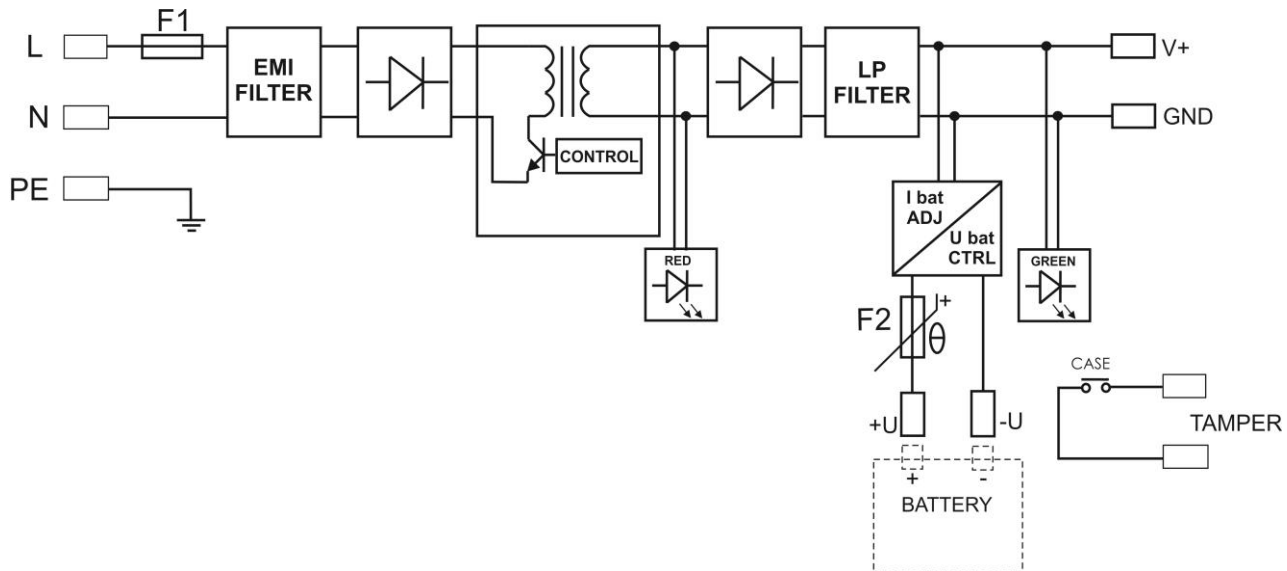 F1
L
N
PE
EMI
FILTER
CONTROL
RED
LP
FILTER
V+
GND
I bat
ADJ
U bat
CTRL
GREEN
F2
+
θ
+U
-U
+
-
BATTERY
CASE
TAMPER